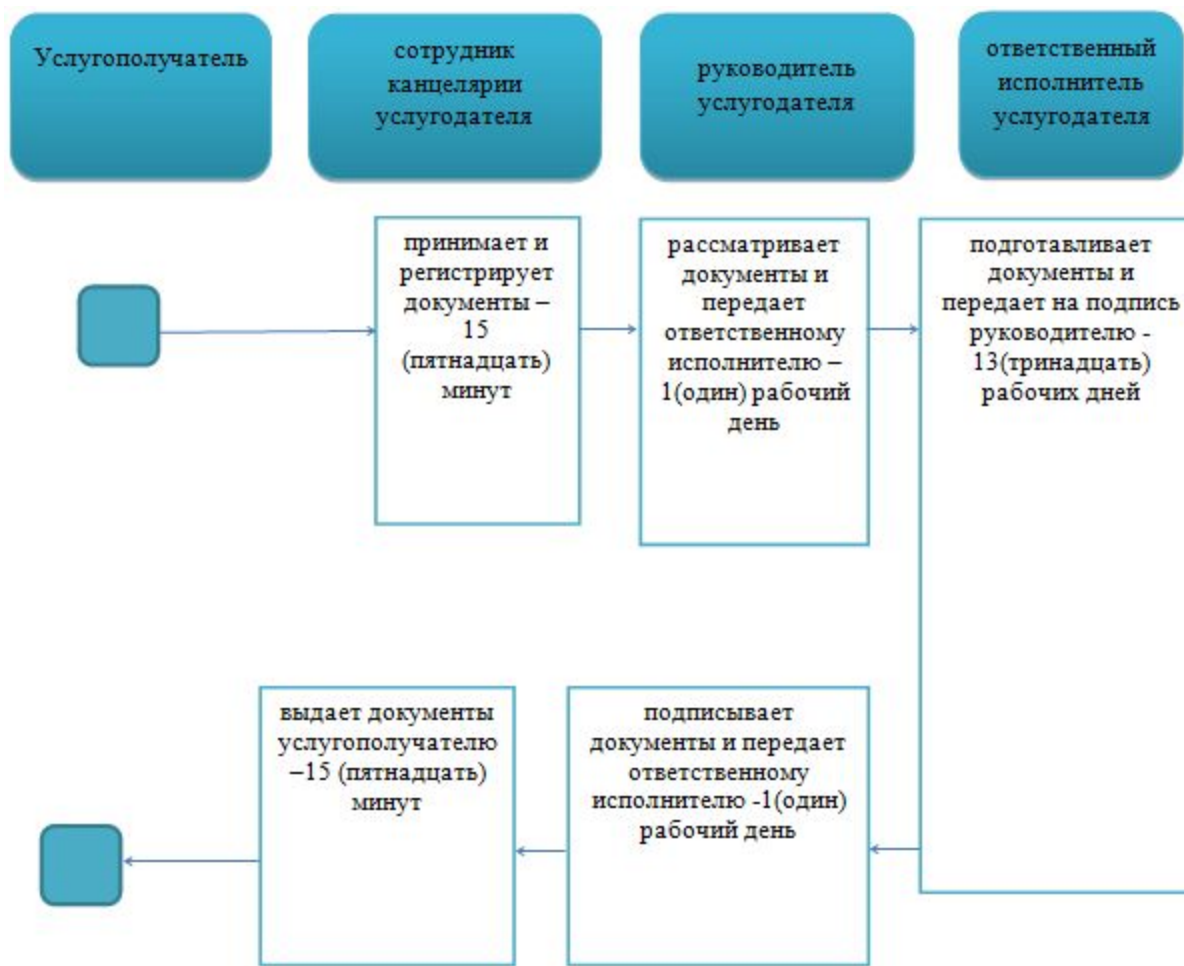 Услугополучатель
сотрудник
канцелярии
услугодателя
руководитель
услугодателя
ответственный
исполнитель
услугодателя
принимает и
регистрирует
документы –
15
(пятнадцать)
минут
рассматривает
документы и
передает
ответственному
исполнителю –
1(один) рабочий
день
подготавливает
документы и
передает на подпись
руководителю -
13(тринадцать)
рабочих дней
выдает документы
услугополучателю
–15 (пятнадцать)
минут
подписывает
документы и передает
ответственному
исполнителю -1(один)
рабочий день